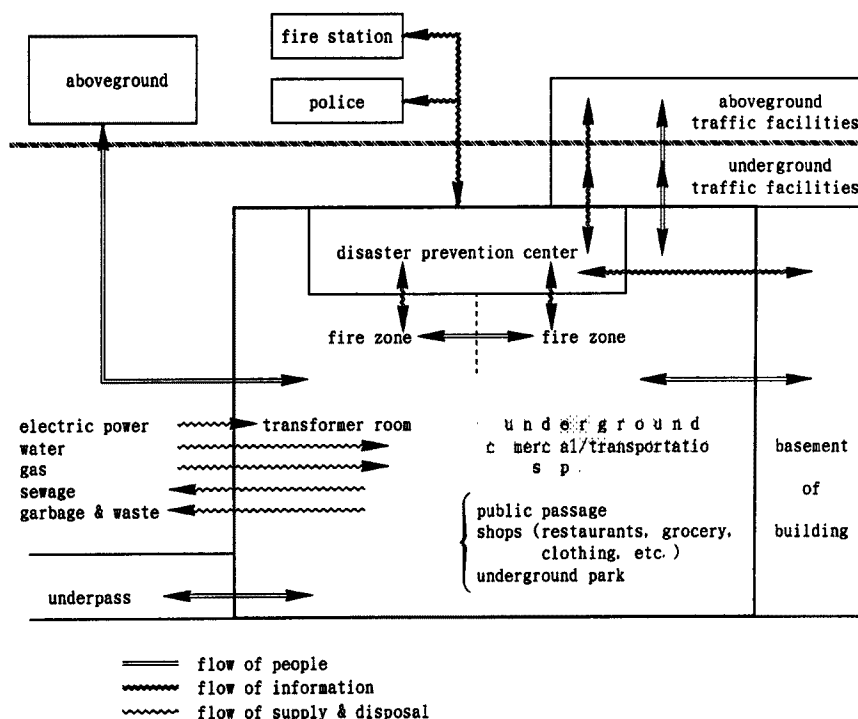 fire station
aboveground
police
aboveground
traffic facilities
underground
traffic facilities
disaster prevention center
fire zone
fire zone
electric power
transformer room
water
gas
sewage
garbage & waste
underground
basement
of
building
public passage
shops (restaurants, grocery,
clothing, etc.)
underground park
underpass
flow of people
flow of information
flow of supply & disposal